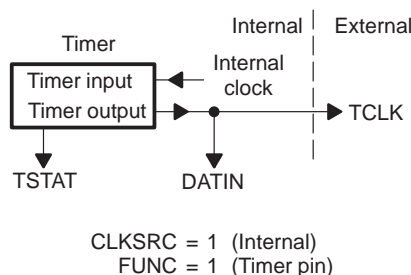 Internal External
Timer
Timer input Internal
Timer output clock
TCLK
TSTAT DATIN
CLKSRC = 1 (Internal)
FUNC = 1 (Timer pin)